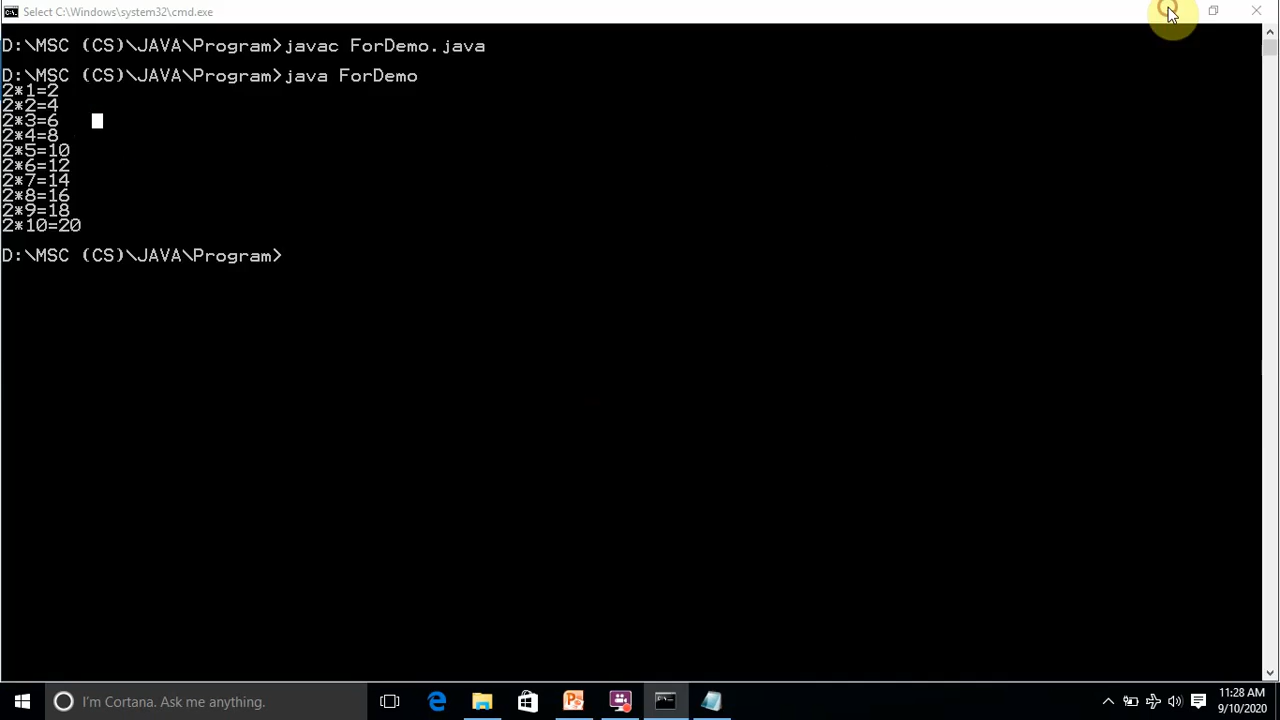 Select C:\Windows\system32\cmd.exe
D:\MSC (CS)\JAVA\Program>javac ForDemo.java
D:\MSC (CS)\JAVA\Program>java ForDemo
2*1=2
2*2=4
2*3=6
2*4=8
2*5=10
2*6=12
2*7=14
2*8=16
2*9=18
2*10=20
D:\MSC (CS)\JAVA\Program>
I'm Cortana. Ask me anything.
11:28 AM
9/10/2020